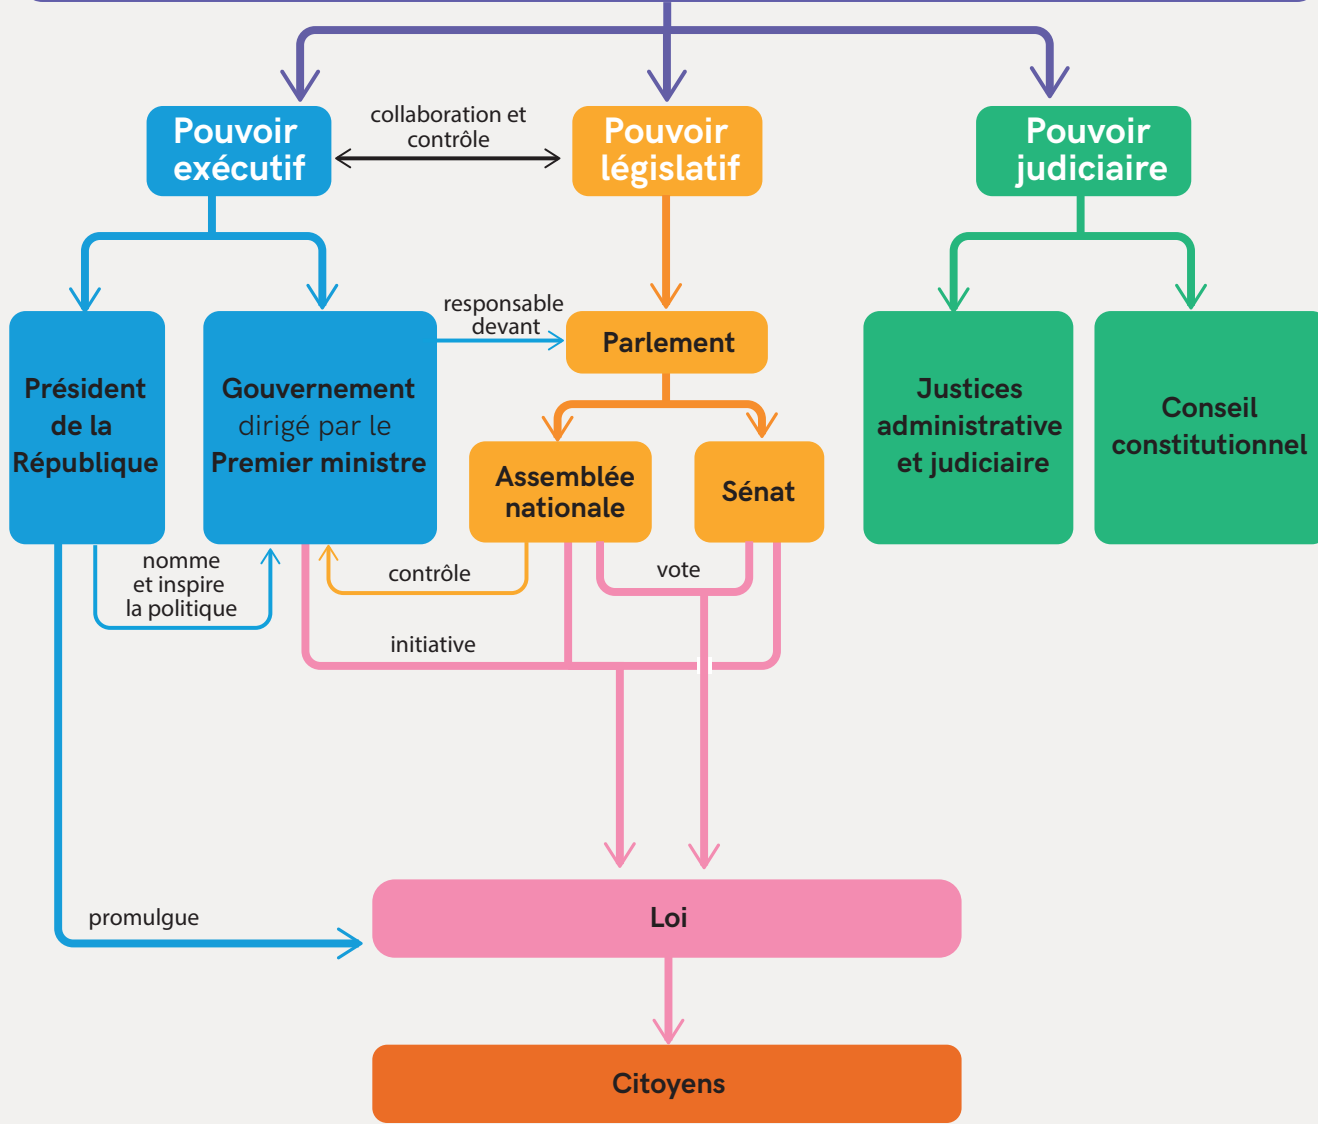 Pouvoir
exécutif
collaboration et
contrôle
Pouvoir
législatif
Pouvoir
judiciaire
Président
de la
République
Gouvernement
dirigé par le
Premier ministre
responsable
devant
Parlement
Assemblée
nationale
Sénat
Justices
administrative
et judiciaire
Conseil
constitutionnel
nomme
et inspire
la politique
contrôle
vote
initiative
promulgue
Loi
Citoyens